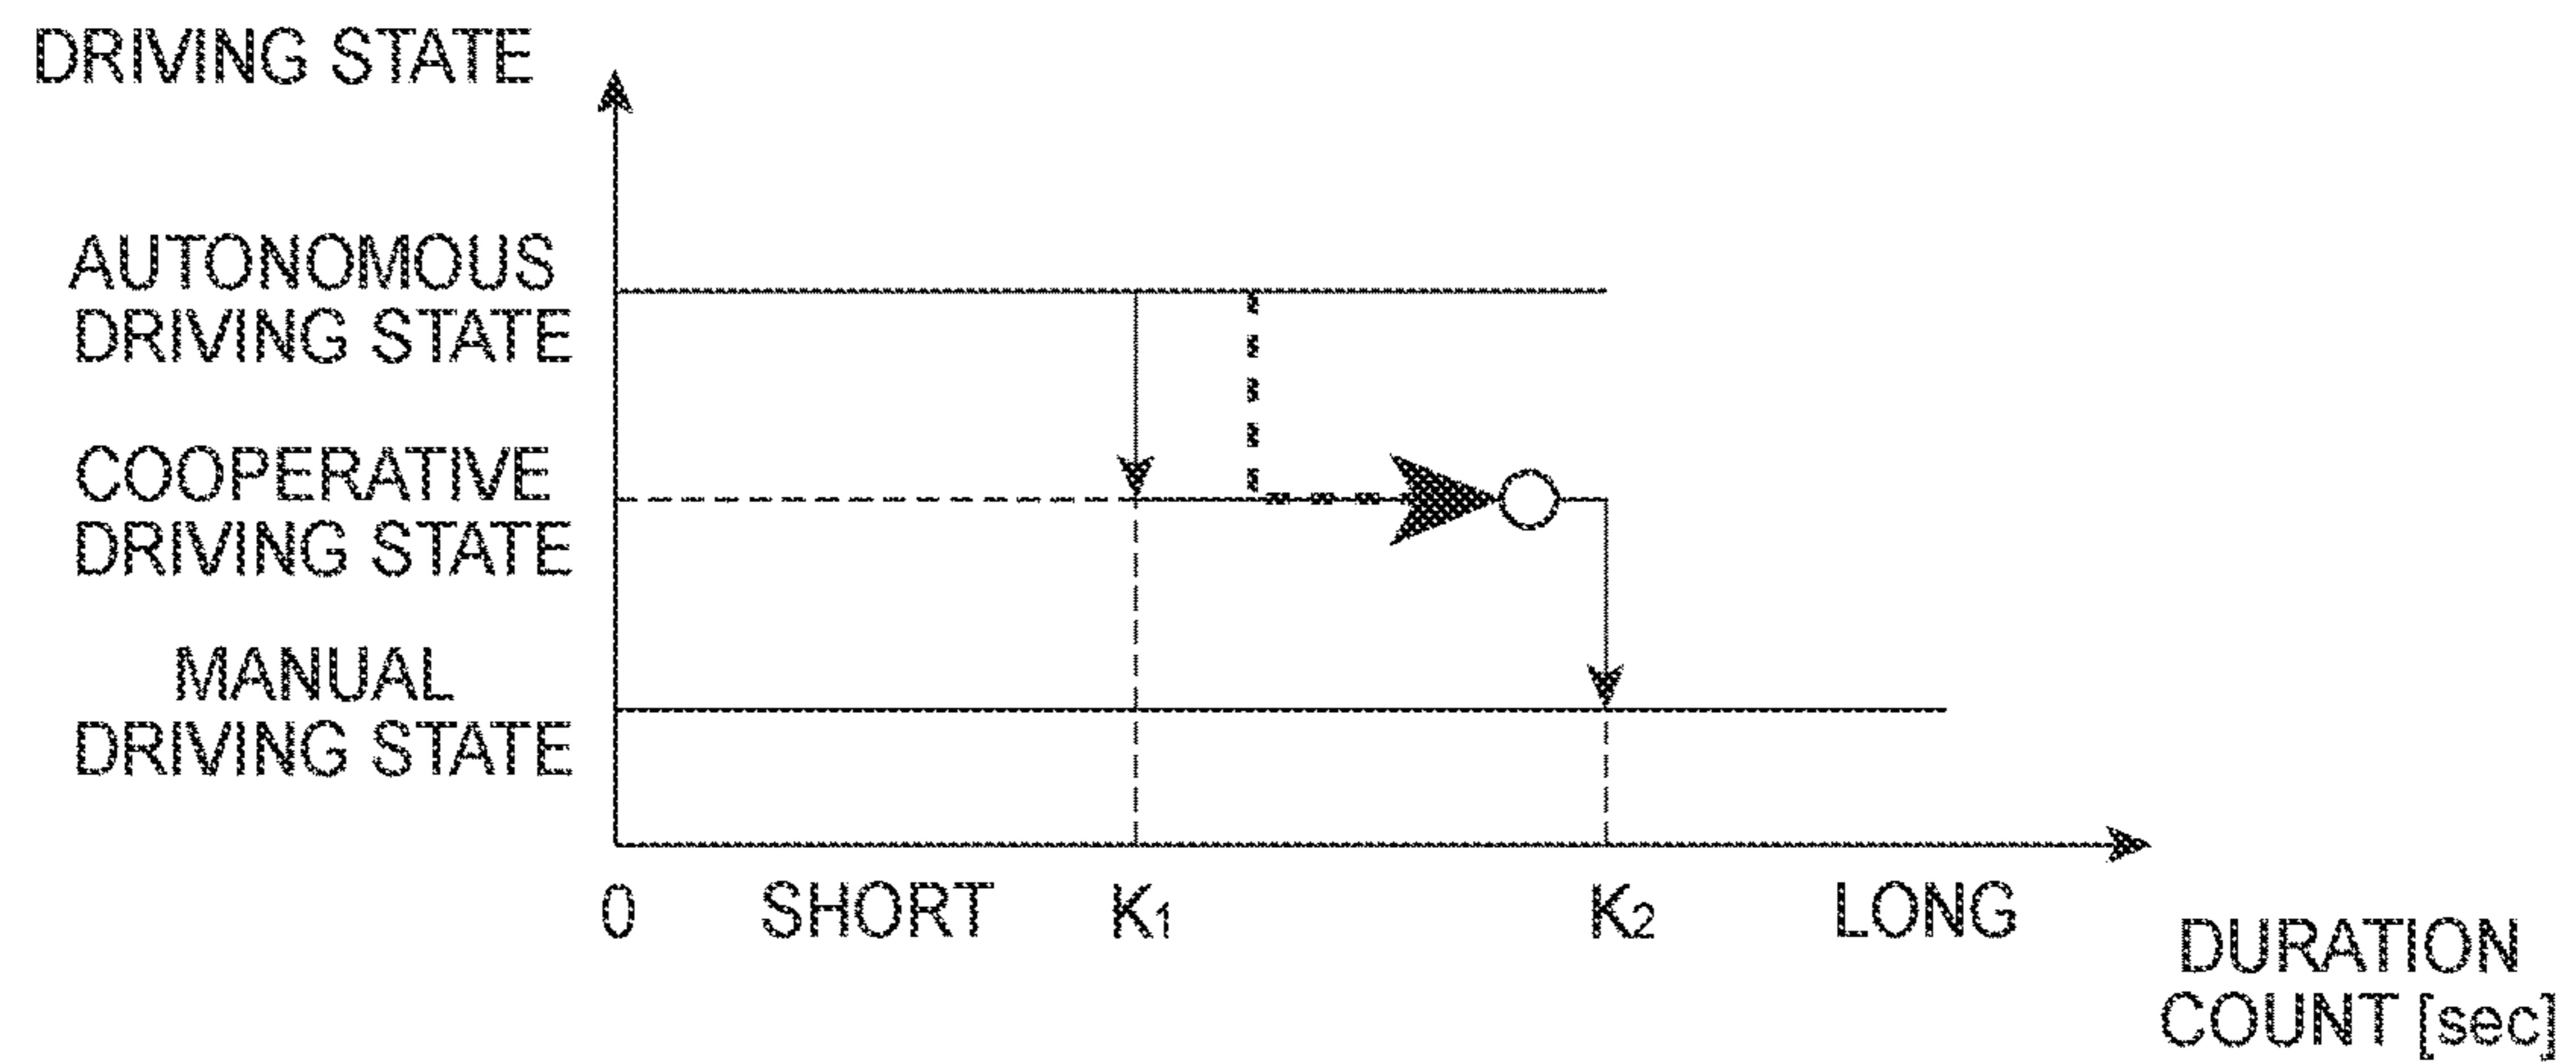 DRIVING STATE
AUTONOMOUS
DRIVING STATE
COOPERATIVE
DRIVING STATE
MANUAL
DRIVING STATE
0 SHORT K1 K2 LONG
DURATION
COUNT [sec]